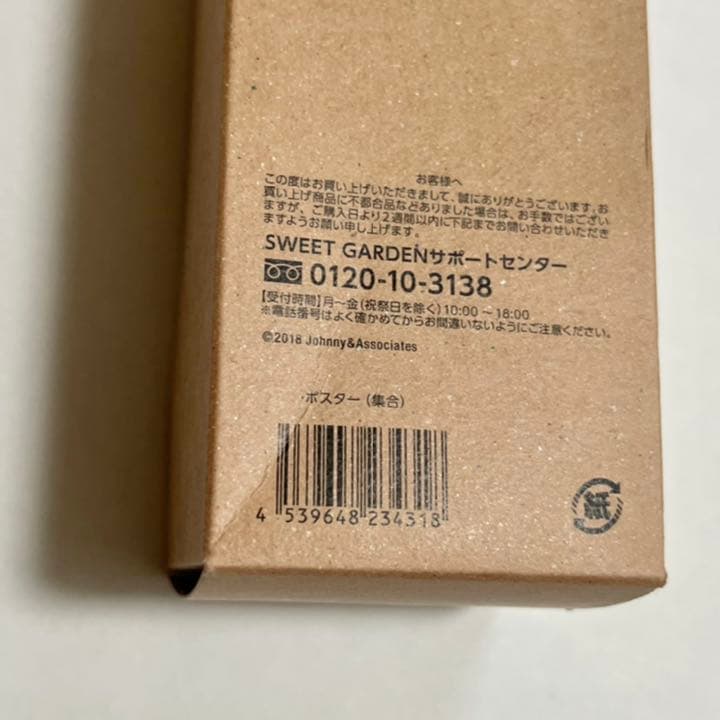 お客様へ
この度はお買い上げいただきまして、誠にありがとうございます。お
買い上げ商品に不都合品などありました場合は、お手数ではござい
ますが、ご購入日より2週間以内に下記までお問い合わせいただき
ますようお願い申し上げます。
SWEET GARDENサポートセンター
0120-10-3138
【受付時間】月～金(祝祭日を除く)10:00～18:00
※電話番号はよく確かめてからお間違いないようにご注意ください。
©2018 Johnny&Associates
・ポスター(集合)
4 539648 234318
紙